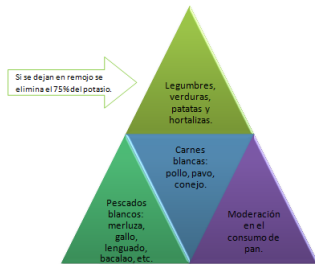 Si se dejan en remojo se
elimina el 75% del potasio.
Legumbres,
verduras,
patatas y
hortalizas.
Carnes
blancas:
pollo, pavo,
conejo.
Pescados
blancos:
merluza,
gallo,
lenguado,
bacalao, etc.
Moderación
en el
consumo de
pan.